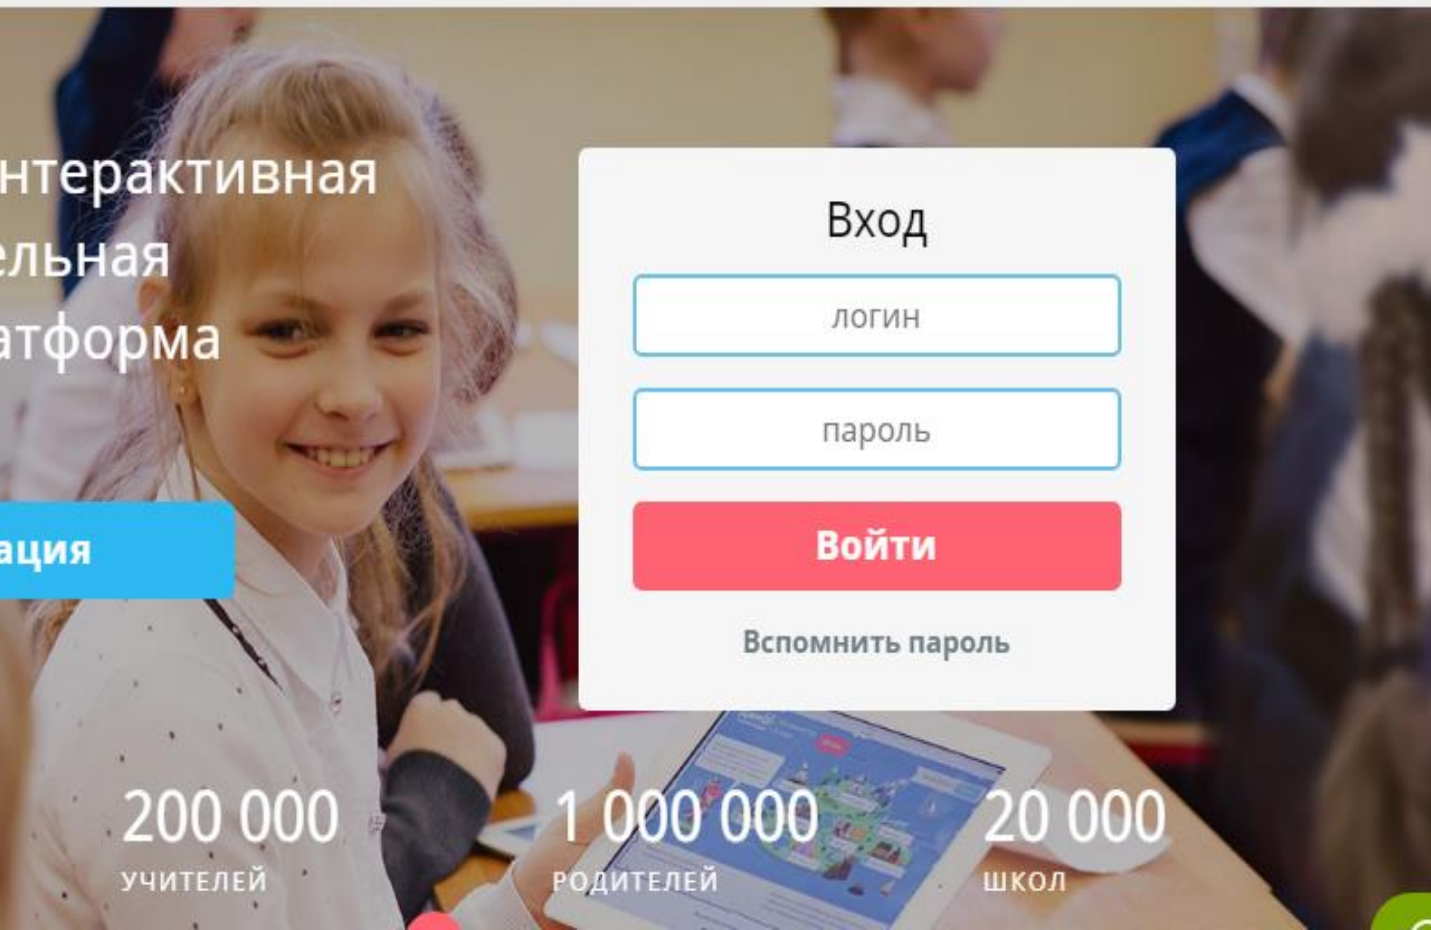 нтерактивная
ельная
атформа
ация
Вход
логин
пароль
Войти
Вспомнить пароль
200 000
УЧИТЕЛЕЙ
1 000 000
РОДИТЕЛЕЙ
20 000
ШКОЛ